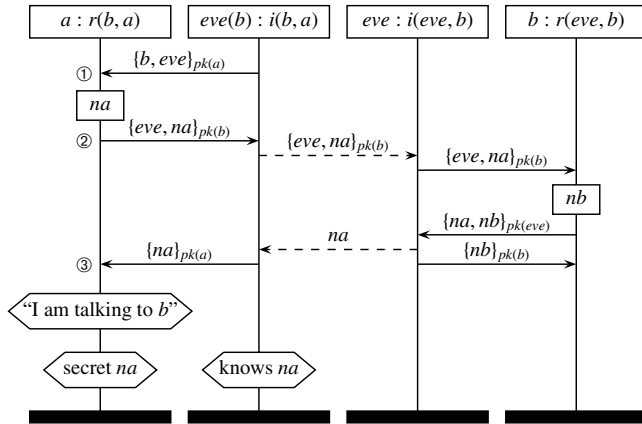 a : r(b, a) eve(b) : i(b, a) eve : i(eve, b) b : r(eve, b)
① {b, eve}pk(a)
na
② {eve, na}pk(b) {eve, na}pk(b) {eve, na}pk(b)
nb
{na, nb}pk(eve)
na
③ {na}pk(a) {nb}pk(b)
“I am talking to b”
secret na knows na